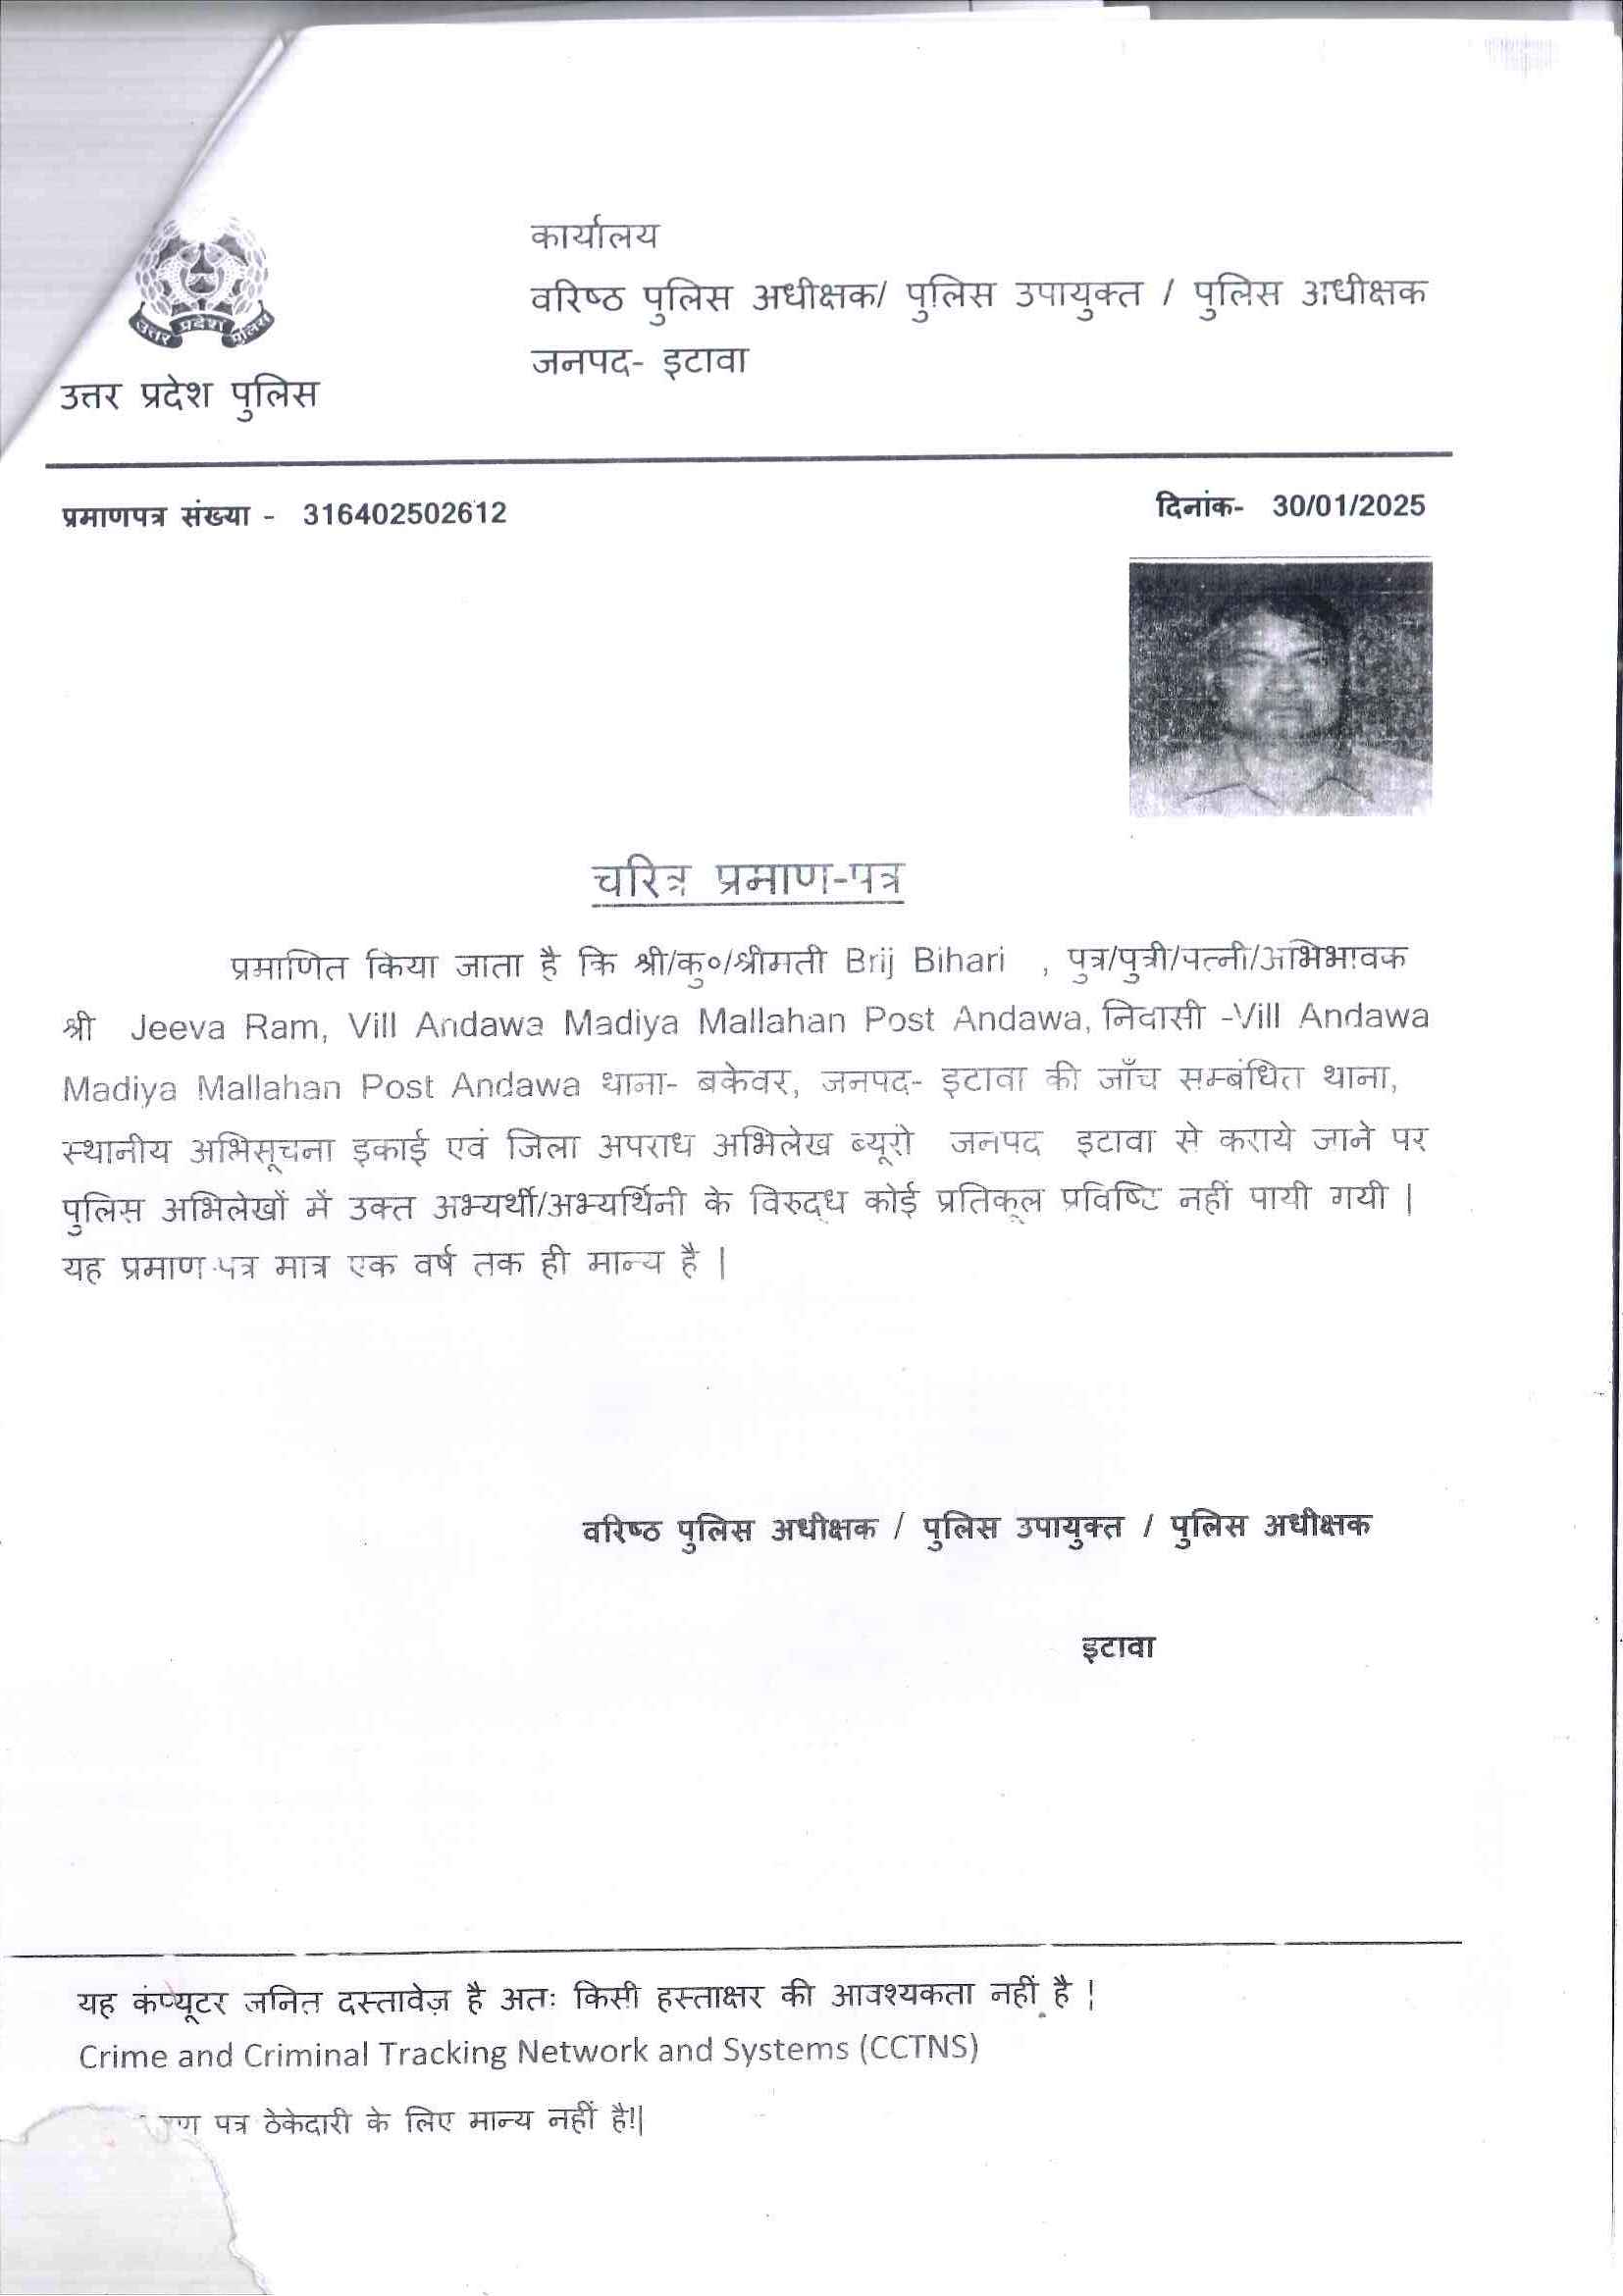 कार्यालय
वरिष्ठ पुलिस अधीक्षक/ पुलिस उपायुक्त / पुलिस अधीक्षक
जनपद- इटावा
उत्तर प्रदेश पुलिस
उत्तर प्रदेश पुलिस
प्रमाणपत्र संख्या - 316402502612
दिनांक- 30/01/2025
चरित्र प्रमाण-पत्र
प्रमाणित किया जाता है कि श्री/कु०/श्रीमती Brij Bihari , पुत्र/पुत्री/पत्नी/अभिभावक
श्री Jeeva Ram, Vill Andawa Madiya Mallahan Post Andawa, निवासी -Vill Andawa
Madiya Mallahan Post Andawa थाना- बकेवर, जनपद- इटावा की जाँच सम्बंधित थाना,
स्थानीय अभिसूचना इकाई एवं जिला अपराध अभिलेख ब्यूरो जनपद इटावा से कराये जाने पर
पुलिस अभिलेखों में उक्त अभ्यर्थी/अभ्यर्थिनी के विरुद्ध कोई प्रतिकूल प्रविष्टि नहीं पायी गयी |
यह प्रमाण-पत्र मात्र एक वर्ष तक ही मान्य है |
वरिष्ठ पुलिस अधीक्षक / पुलिस उपायुक्त / पुलिस अधीक्षक
इटावा
यह कंप्यूटर जनित दस्तावेज़ है अतः किसी हस्ताक्षर की आवश्यकता नहीं है |
Crime and Criminal Tracking Network and Systems (CCTNS)
पत्र ठेकेदारी के लिए मान्य नहीं है!|